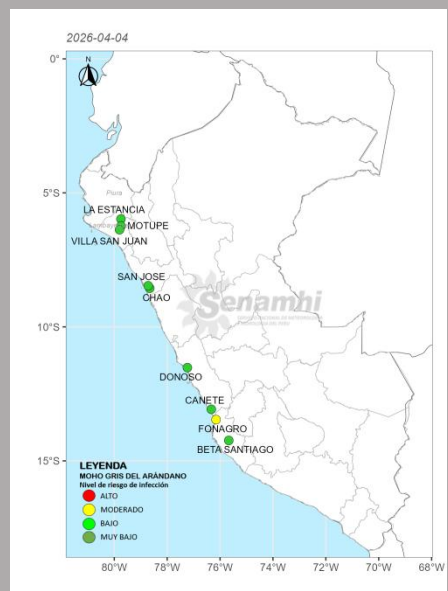 2026-04-04
N
0°
5°S
10°S
15°S
Piura
LA ESTANCIA
MOTUPE
VILLA SAN JUAN
SAN JOSE
CHAO
Senamhi
DONOSO
CANETE
FONAGRO
BETA SANTIAGO
LEYENDA
MOHO GRIS DEL ARÁNDANO
Nivel de riesgo de infección
ALTO
MODERADO
BAJO
MUY BAJO
80°W 78°W 76°W 74°W 72°W 70°W 68°W